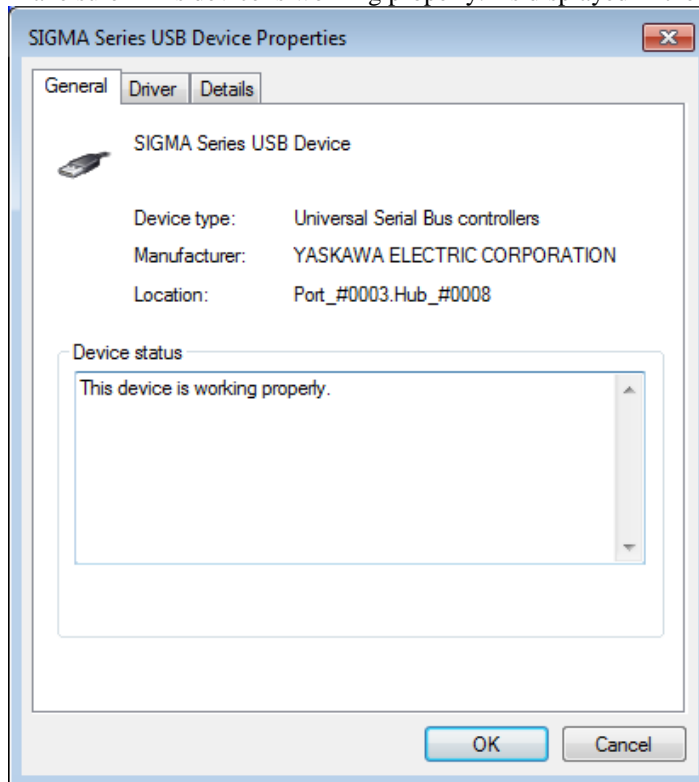 SIGMA Series USB Device Properties
General Driver Details
SIGMA Series USB Device
Device type: Universal Serial Bus controllers
Manufacturer: YASKAWA ELECTRIC CORPORATION
Location: Port_#0003.Hub_#0008
Device status
This device is working properly.
OK Cancel